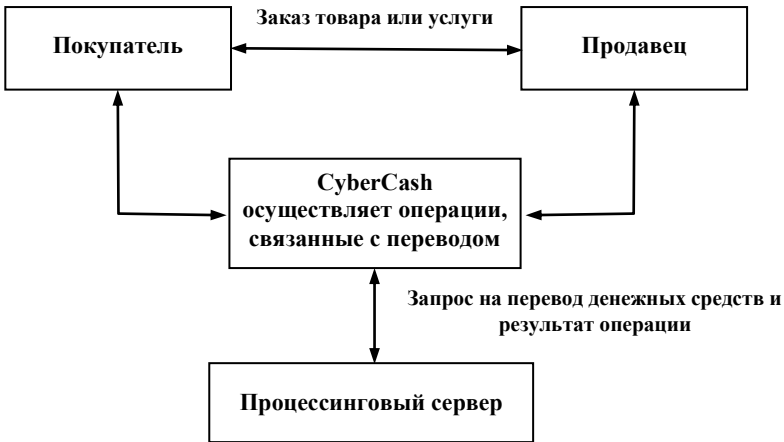 Заказ товара или услуги
Покупатель
Продавец
CyberCash
осуществляет операции,
связанные с переводом
Запрос на перевод денежных средств и
результат операции
Процессинговый сервер